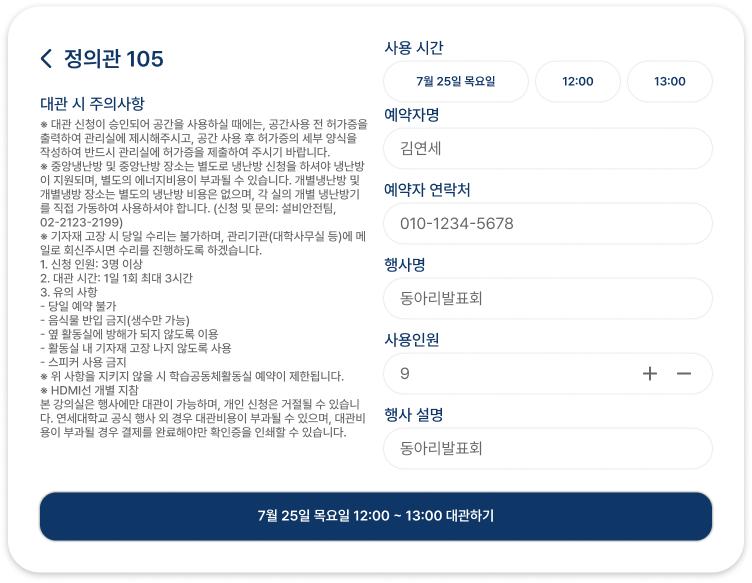 정의관 105
대관 시 주의사항
※ 대관 신청이 승인되어 공간을 사용하실 때에는, 공간사용 전 허가증을
출력하여 관리실에 제시해주시고, 공간 사용 후 허가증의 세부 양식을
작성하여 반드시 관리실에 허가증을 제출하여 주시기 바랍니다.
※ 중앙냉난방 및 중앙난방 장소는 별도로 냉난방 신청을 하셔야 냉난방
이 지원되며, 별도의 에너지비용이 부과될 수 있습니다. 개별냉난방 및
개별냉방 장소는 별도의 냉난방 비용은 없으며, 각 실의 개별 냉난방기
를 직접 가동하여 사용하셔야 합니다. (신청 및 문의: 설비안전팀,
02-2123-2199)
※ 기자재 고장 시 당일 수리는 불가하며, 관리기관(대학사무실 등)에 메
일로 회신주시면 수리를 진행하도록 하겠습니다.
1. 신청 인원: 3명 이상
2. 대관 시간: 1일 1회 최대 3시간
3. 유의 사항
- 당일 예약 불가
- 음식물 반입 금지(생수만 가능)
- 옆 활동실에 방해가 되지 않도록 이용
- 활동실 내 기자재 고장 나지 않도록 사용
- 스피커 사용 금지
※ 위 사항을 지키지 않을 시 학습공동체활동실 예약이 제한됩니다.
※ HDMI선 개별 지참
본 강의실은 행사에만 대관이 가능하며, 개인 신청은 거절될 수 있습니
다. 연세대학교 공식 행사 외 경우 대관비용이 부과될 수 있으며, 대관비
용이 부과될 경우 결제를 완료해야만 확인증을 인쇄할 수 있습니다.
사용 시간
7월 25일 목요일 12:00 13:00
예약자명
김연세
예약자 연락처
010-1234-5678
행사명
동아리발표회
사용인원
9 + −
행사 설명
동아리발표회
7월 25일 목요일 12:00 ~ 13:00 대관하기